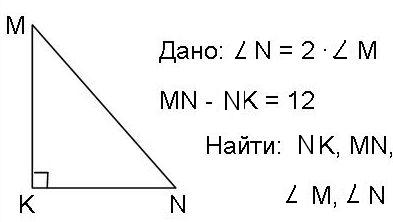 M
Дано: ∠ N = 2 · ∠ M
MN - NK = 12
Найти: NK, MN,
∠ M, ∠ N
K N